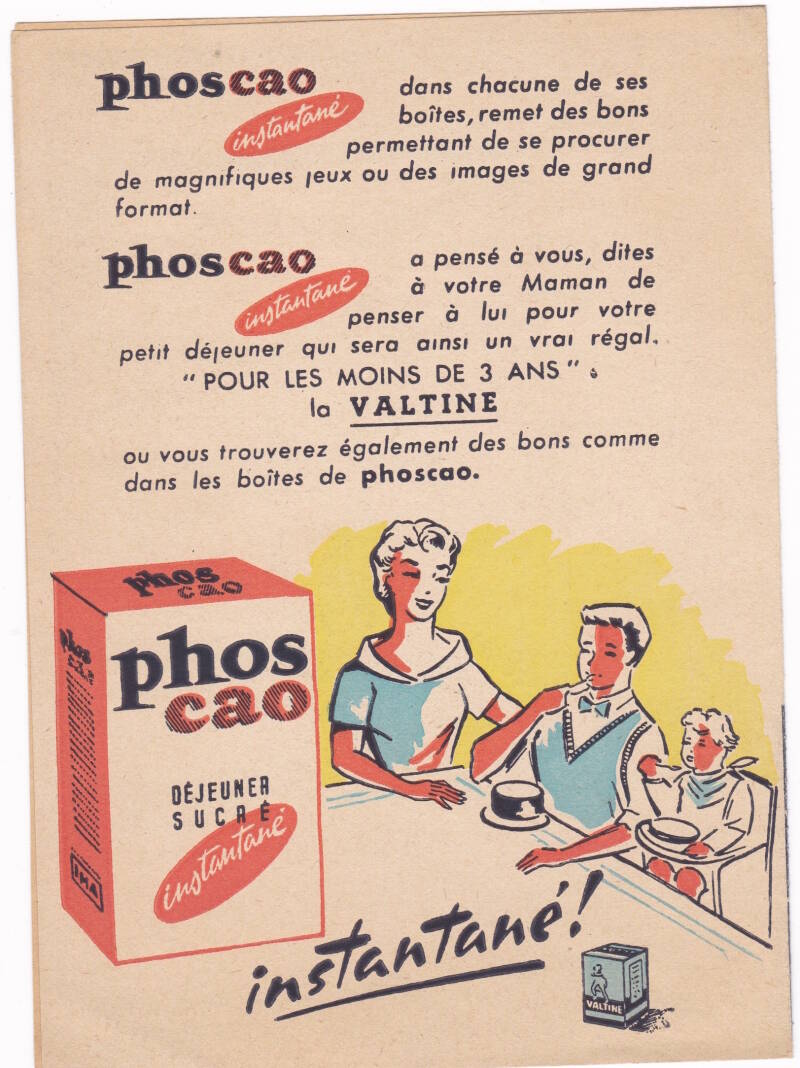 phoscao dans chacune de ses
instantané boîtes, remet des bons
permettant de se procurer
de magnifiques jeux ou des images de grand
format.
phoscao a pensé à vous, dites
instantané à votre Maman de
penser à lui pour votre
petit déjeuner qui sera ainsi un vrai régal.
"POUR LES MOINS DE 3 ANS"
la VALTINE
ou vous trouverez également des bons comme
dans les boîtes de phoscao.
phos
cao
phos
cao
phos
cao
DÉJEUNER
SUCRÉ
instantané
instantané!
VALTINE